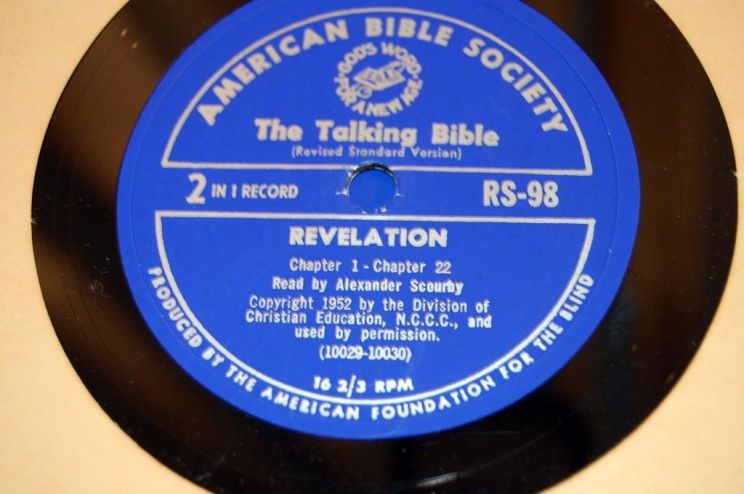 AMERICAN BIBLE SOCIETY
GOD'S WORD
FOR A NEW AGE
The Talking Bible
(Revised Standard Version)
2 IN 1 RECORD
RS-98
REVELATION
Chapter 1 - Chapter 22
Read by Alexander Scourby
Copyright 1952 by the Division of
Christian Education, N.C.C.C., and
used by permission.
(10029-10030)
16 2/3 RPM
PRODUCED BY THE AMERICAN FOUNDATION FOR THE BLIND